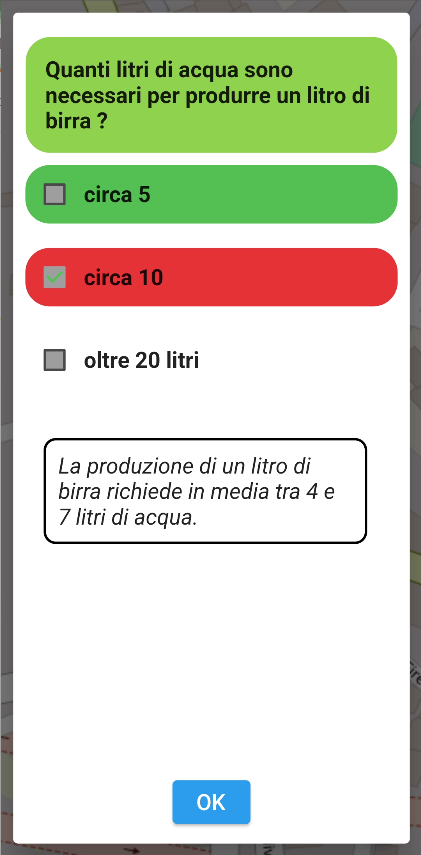 Quanti litri di acqua sono
necessari per produrre un litro di
birra ?
circa 5
circa 10
oltre 20 litri
La produzione di un litro di
birra richiede in media tra 4 e
7 litri di acqua.
OK